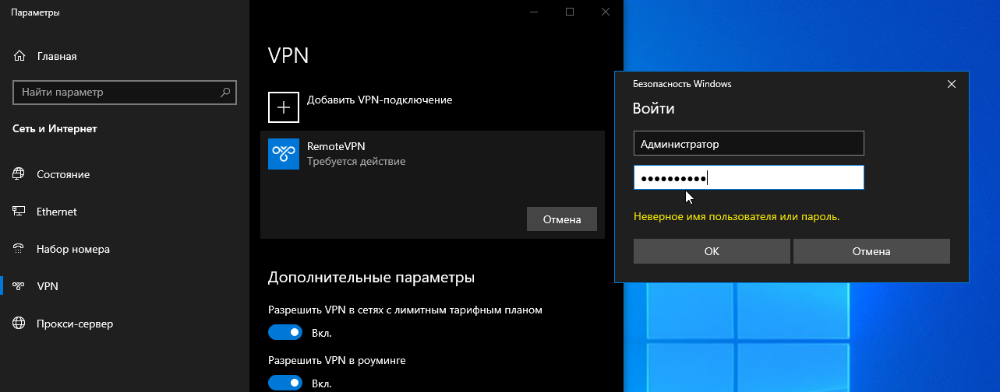 Параметры
Главная
Найти параметр
Сеть и Интернет
Состояние
Ethernet
Набор номера
VPN
Прокси-сервер
VPN
Добавить VPN-подключение
RemoteVPN
Требуется действие
Отмена
Дополнительные параметры
Разрешить VPN в сетях с лимитным тарифным планом
Вкл.
Разрешить VPN в роуминге
Вкл.
Безопасность Windows
Войти
Администратор
●●●●●●●●●●
Неверное имя пользователя или пароль.
ОК
Отмена